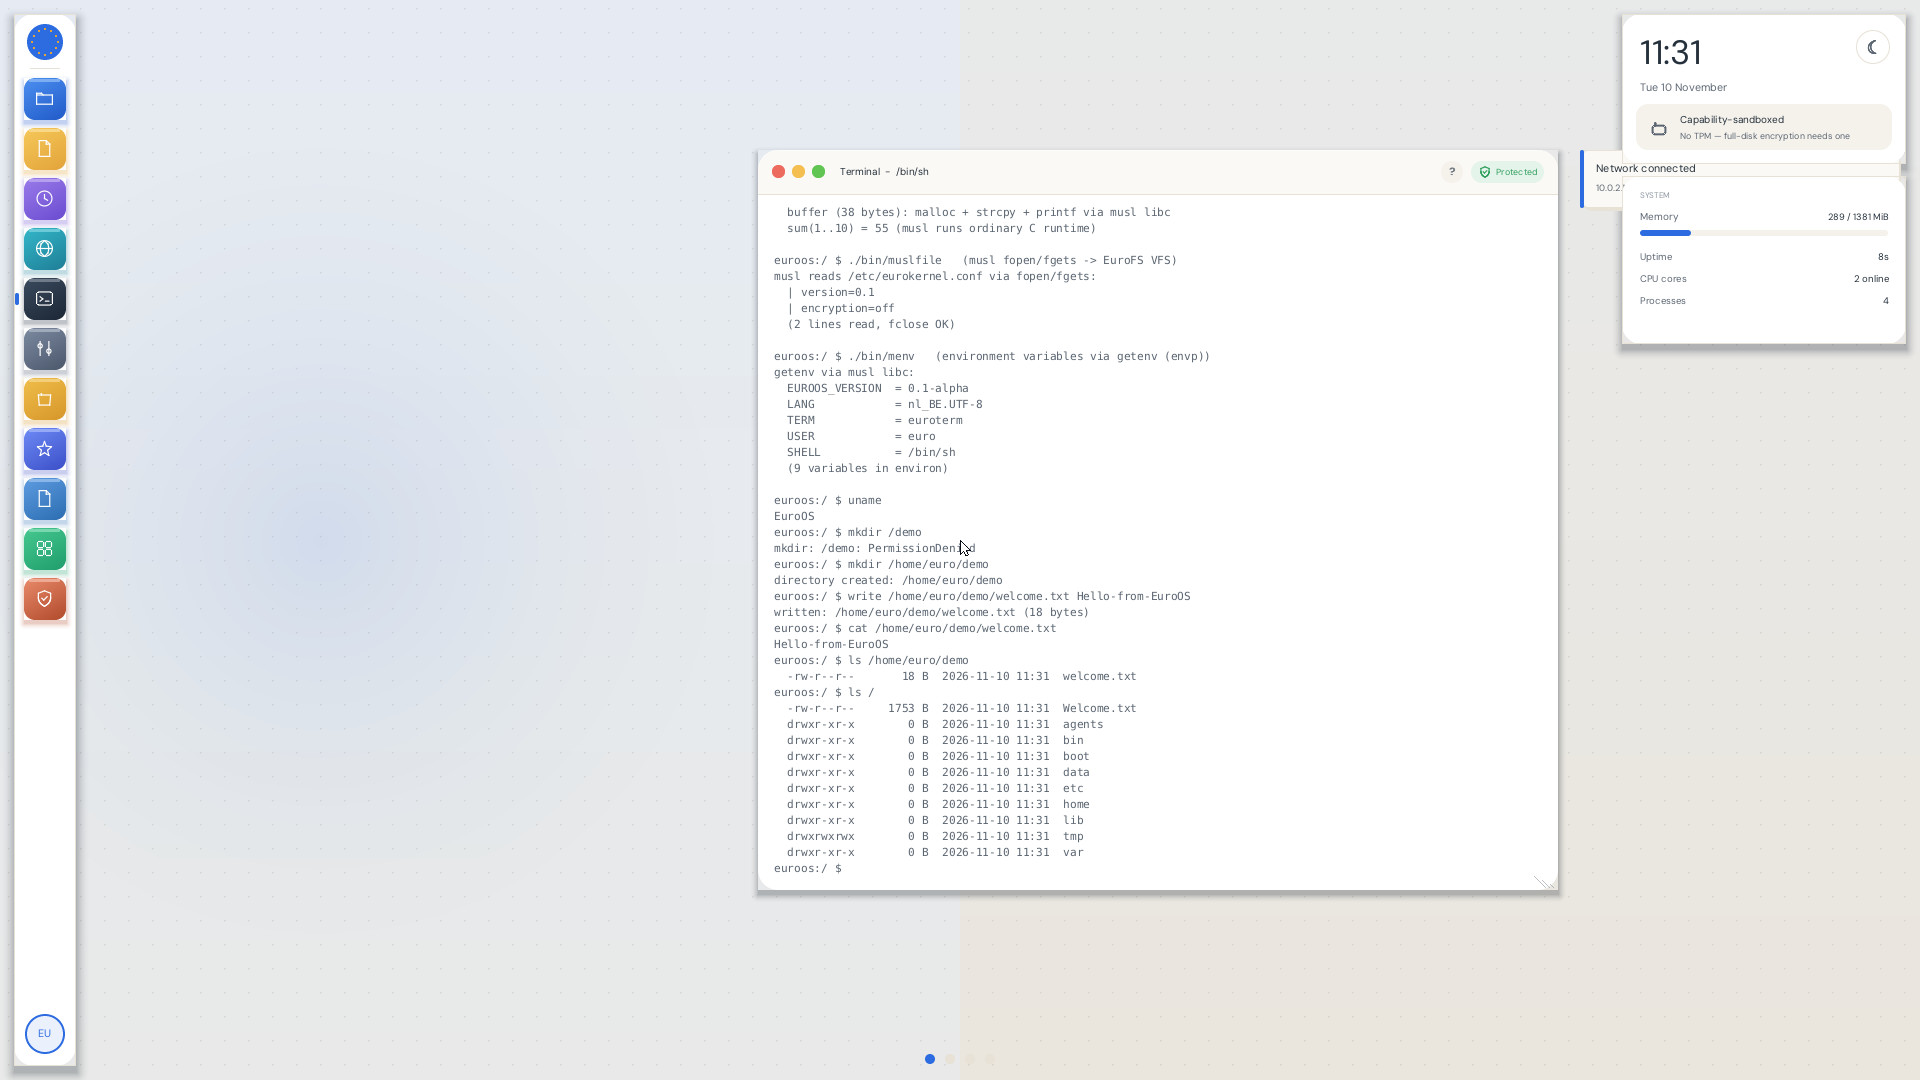 Terminal - /bin/sh
?
Protected
buffer (38 bytes): malloc + strcpy + printf via musl libc
sum(1..10) = 55 (musl runs ordinary C runtime)
euroos:/ $ ./bin/muslfile   (musl fopen/fgets -> EuroFS VFS)
musl reads /etc/eurokernel.conf via fopen/fgets:
| version=0.1
| encryption=off
(2 lines read, fclose OK)
euroos:/ $ ./bin/menv   (environment variables via getenv (envp))
getenv via musl libc:
EUROOS_VERSION  = 0.1-alpha
LANG            = nl_BE.UTF-8
TERM            = euroterm
USER            = euro
SHELL           = /bin/sh
(9 variables in environ)
euroos:/ $ uname
EuroOS
euroos:/ $ mkdir /demo
mkdir: /demo: PermissionDenied
euroos:/ $ mkdir /home/euro/demo
directory created: /home/euro/demo
euroos:/ $ write /home/euro/demo/welcome.txt Hello-from-EuroOS
written: /home/euro/demo/welcome.txt (18 bytes)
euroos:/ $ cat /home/euro/demo/welcome.txt
Hello-from-EuroOS
euroos:/ $ ls /home/euro/demo
-rw-r--r--       18 B  2026-11-10 11:31  welcome.txt
euroos:/ $ ls /
-rw-r--r--     1753 B  2026-11-10 11:31  Welcome.txt
drwxr-xr-x        0 B  2026-11-10 11:31  agents
drwxr-xr-x        0 B  2026-11-10 11:31  bin
drwxr-xr-x        0 B  2026-11-10 11:31  boot
drwxr-xr-x        0 B  2026-11-10 11:31  data
drwxr-xr-x        0 B  2026-11-10 11:31  etc
drwxr-xr-x        0 B  2026-11-10 11:31  home
drwxr-xr-x        0 B  2026-11-10 11:31  lib
drwxrwxrwx        0 B  2026-11-10 11:31  tmp
drwxr-xr-x        0 B  2026-11-10 11:31  var
euroos:/ $
11:31
Tue 10 November
Capability-sandboxed
No TPM — full-disk encryption needs one
Network connected
10.0.2
SYSTEM
Memory 289 / 1381 MiB
Uptime 8s
CPU cores 2 online
Processes 4
EU